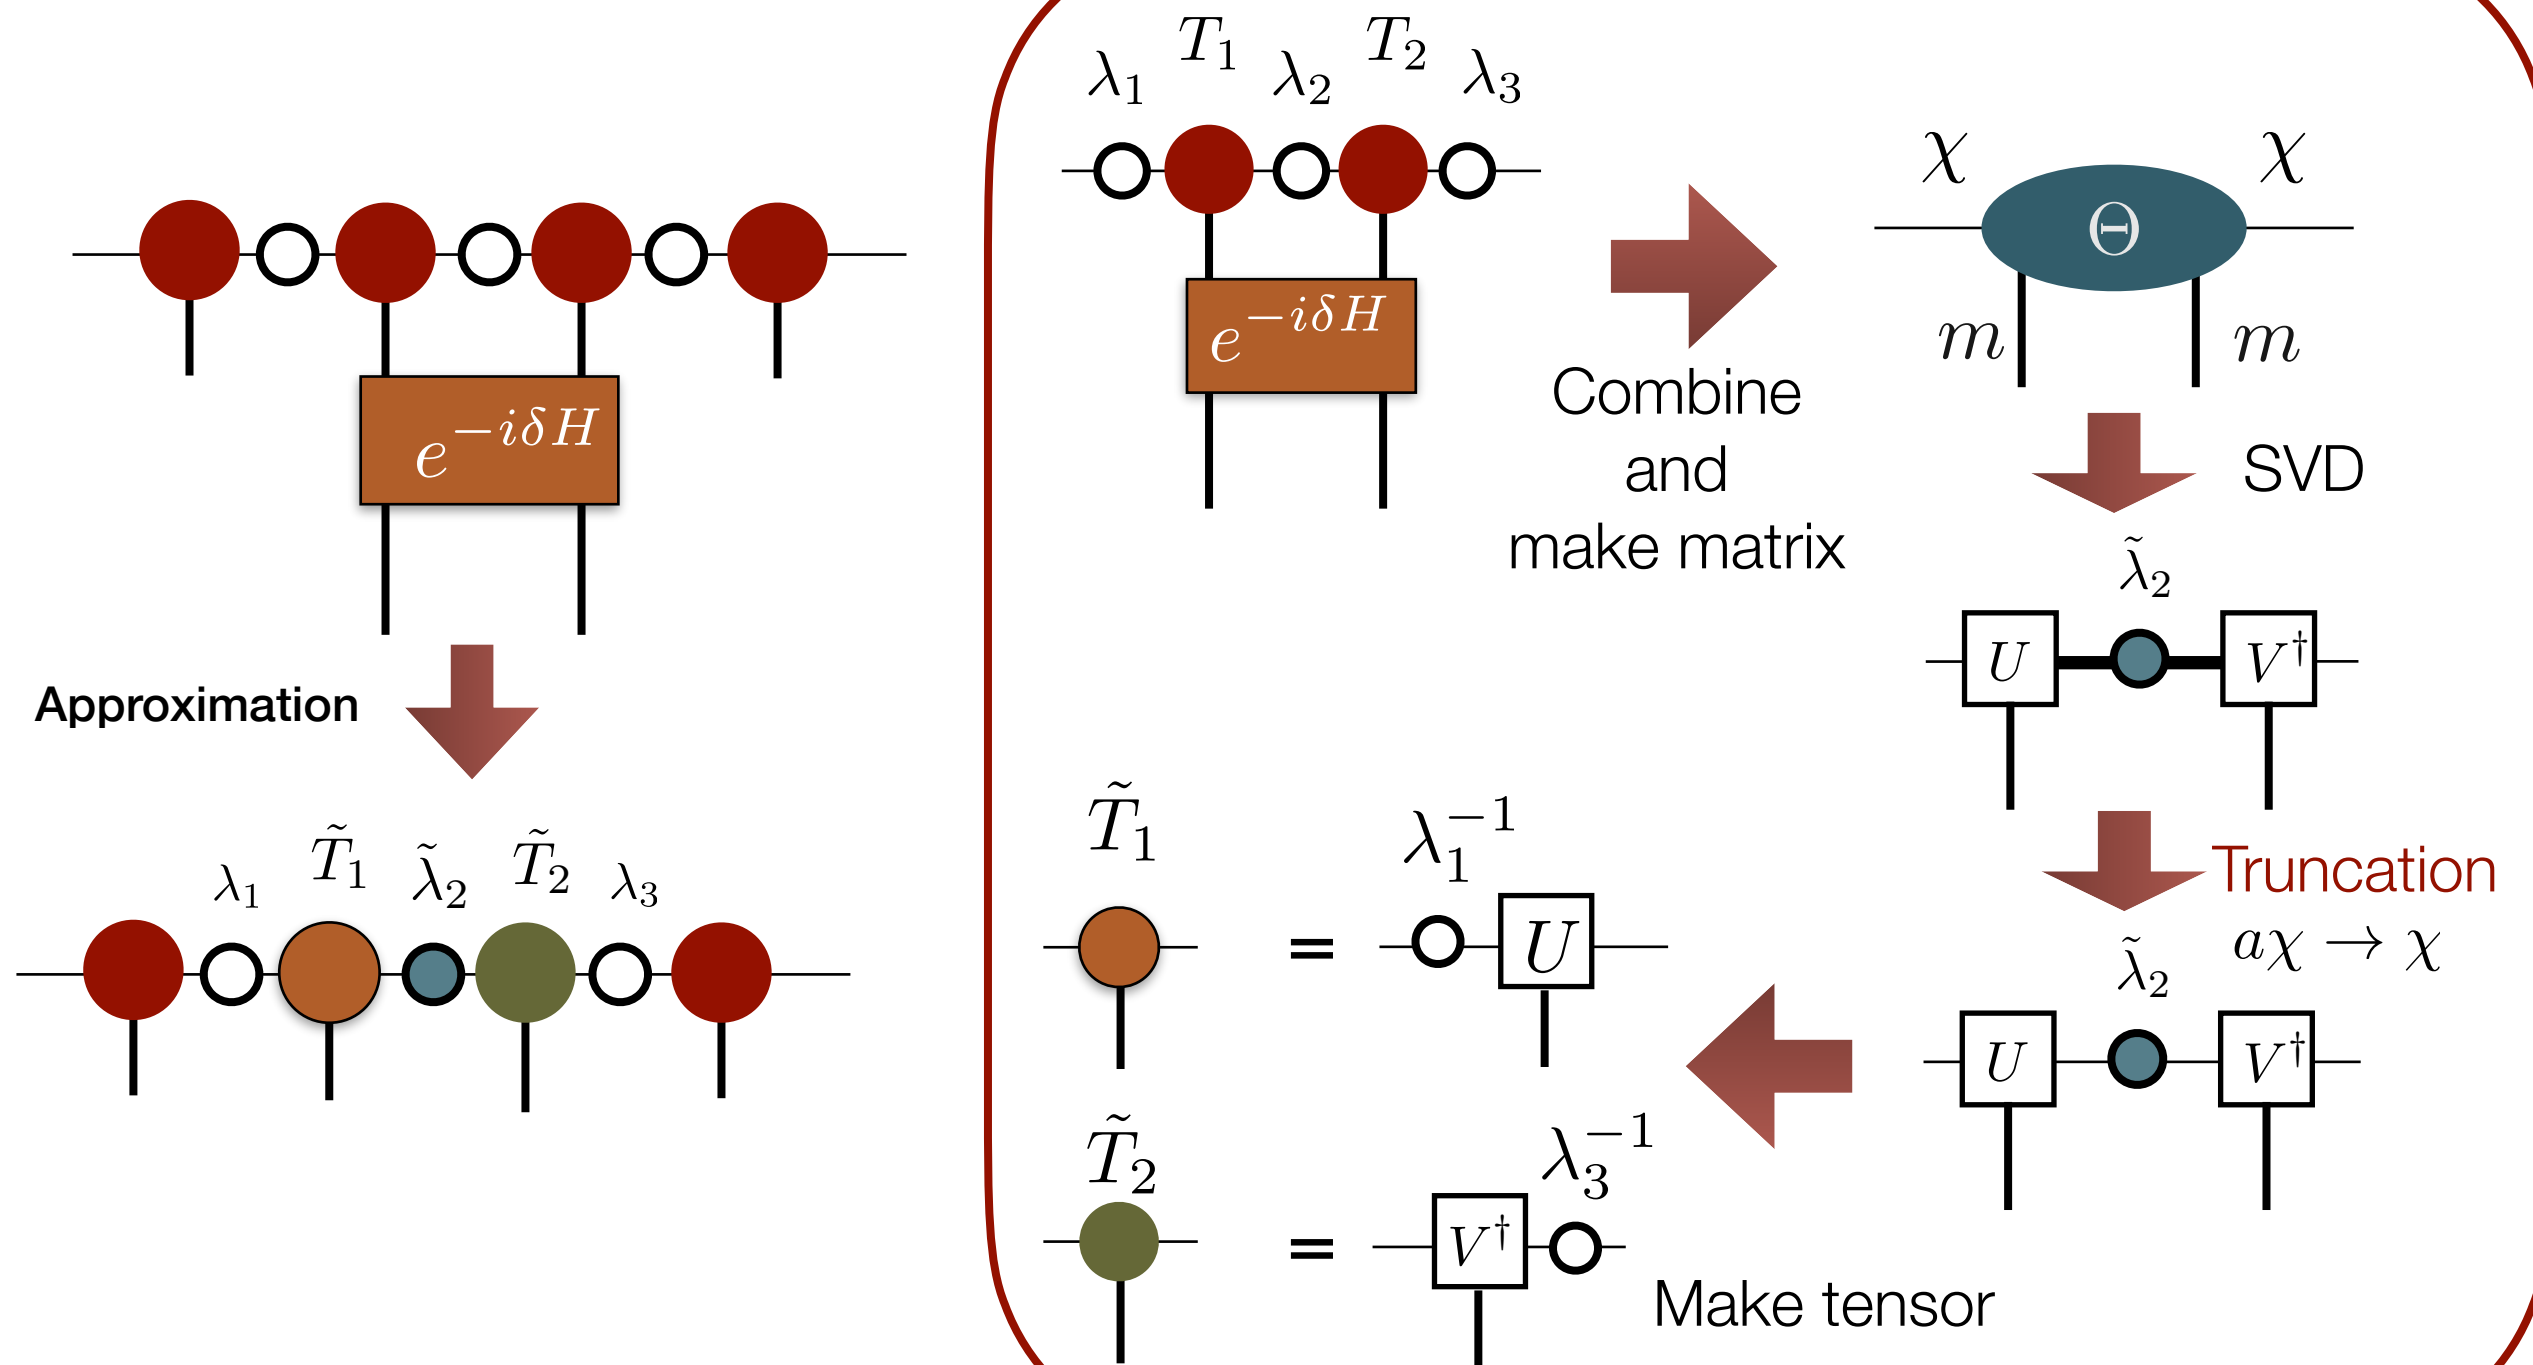 e^{-iδH}
Approximation
λ₁ T̃₁ λ̃₂ T̃₂ λ₃
λ₁ T₁ λ₂ T₂ λ₃
e^{-iδH}
Combine
and
make matrix
χ χ
Θ
m m
SVD
λ̃₂
U V†
Truncation
aχ → χ
λ̃₂
U V†
T̃₁ λ₁⁻¹
= U
T̃₂ λ₃⁻¹
= V†
Make tensor